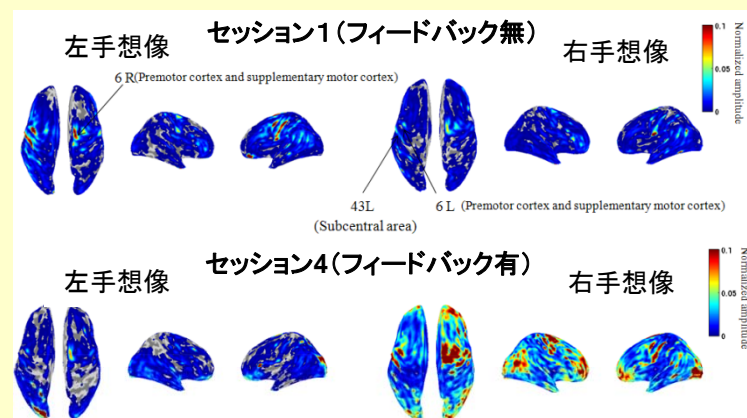 セッション1(フィードバック無)
左手想像
右手想像
6 R(Premotor cortex and supplementary motor cortex)
0.1
0.05
0
Normalized amplitude
43L
(Subcentral area)
6 L (Premotor cortex and supplementary motor cortex)
セッション4(フィードバック有)
左手想像
右手想像
0.1
0.05
0
Normalized amplitude